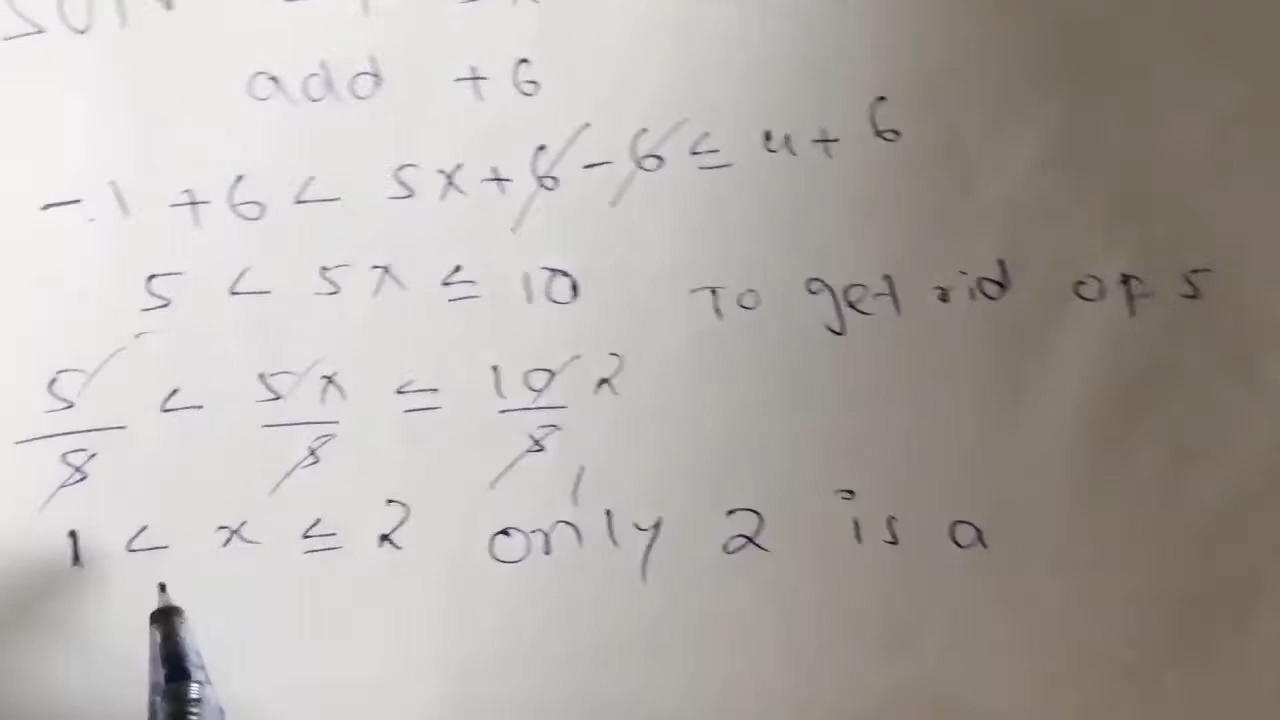 add +6
-1 +6 < 5x+6-6 ≤ 4+6
5 < 5x ≤ 10 To get rid of 5
5/5 < 5x/5 ≤ 10/5 2
1 < x ≤ 2 only 2 is a